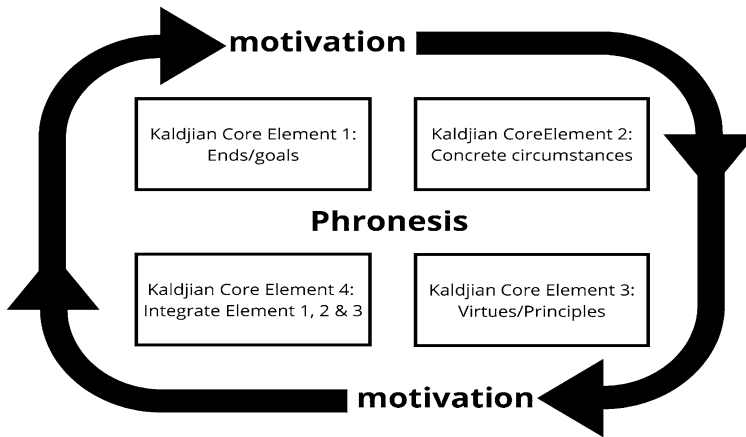 motivation
Kaldjian Core Element 1:
Ends/goals
Kaldjian CoreElement 2:
Concrete circumstances
Phronesis
Kaldjian Core Element 4:
Integrate Element 1, 2 & 3
Kaldjian Core Element 3:
Virtues/Principles
motivation